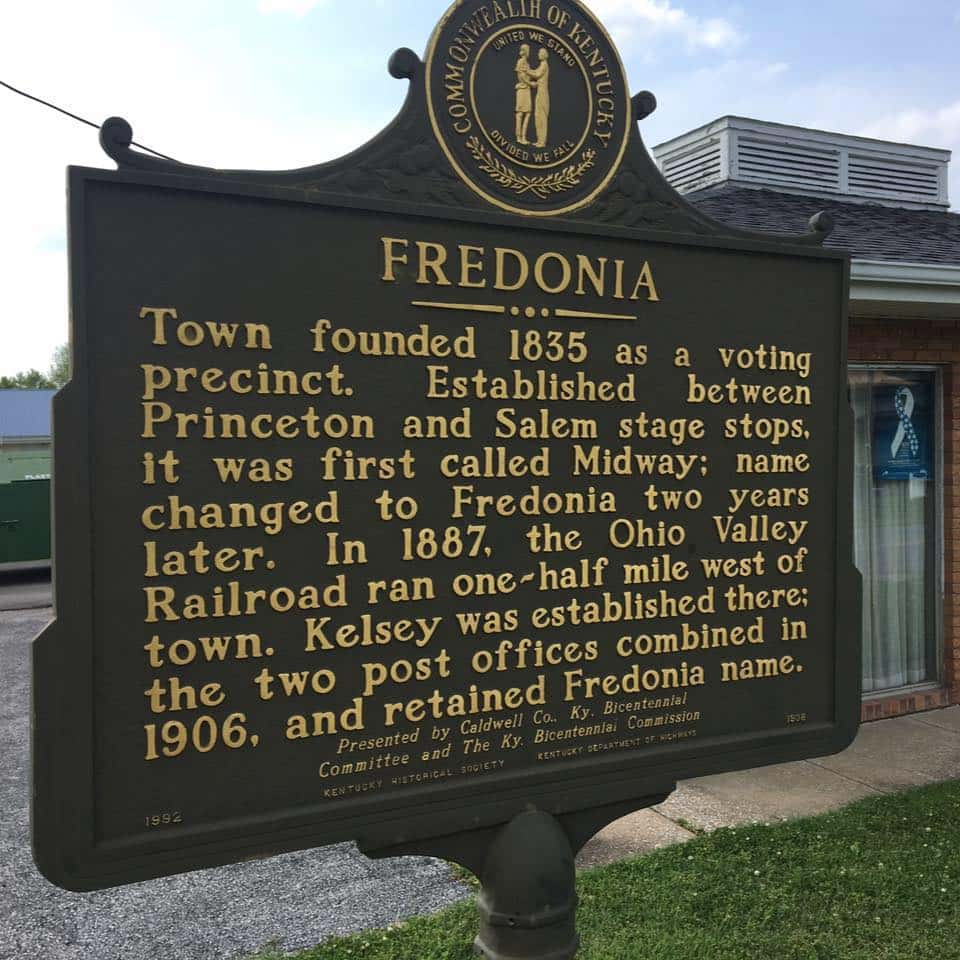 COMMONWEALTH OF KENTUCKY
UNITED WE STAND
DIVIDED WE FALL
FREDONIA
Town founded 1835 as a voting
precinct. Established between
Princeton and Salem stage stops,
it was first called Midway; name
changed to Fredonia two years
later. In 1887, the Ohio Valley
Railroad ran one-half mile west of
town. Kelsey was established there;
the two post offices combined in
1906, and retained Fredonia name.
Presented by Caldwell Co., Ky. Bicentennial
Committee and The Ky. Bicentennial Commission
KENTUCKY HISTORICAL SOCIETY KENTUCKY DEPARTMENT OF HIGHWAYS
1992